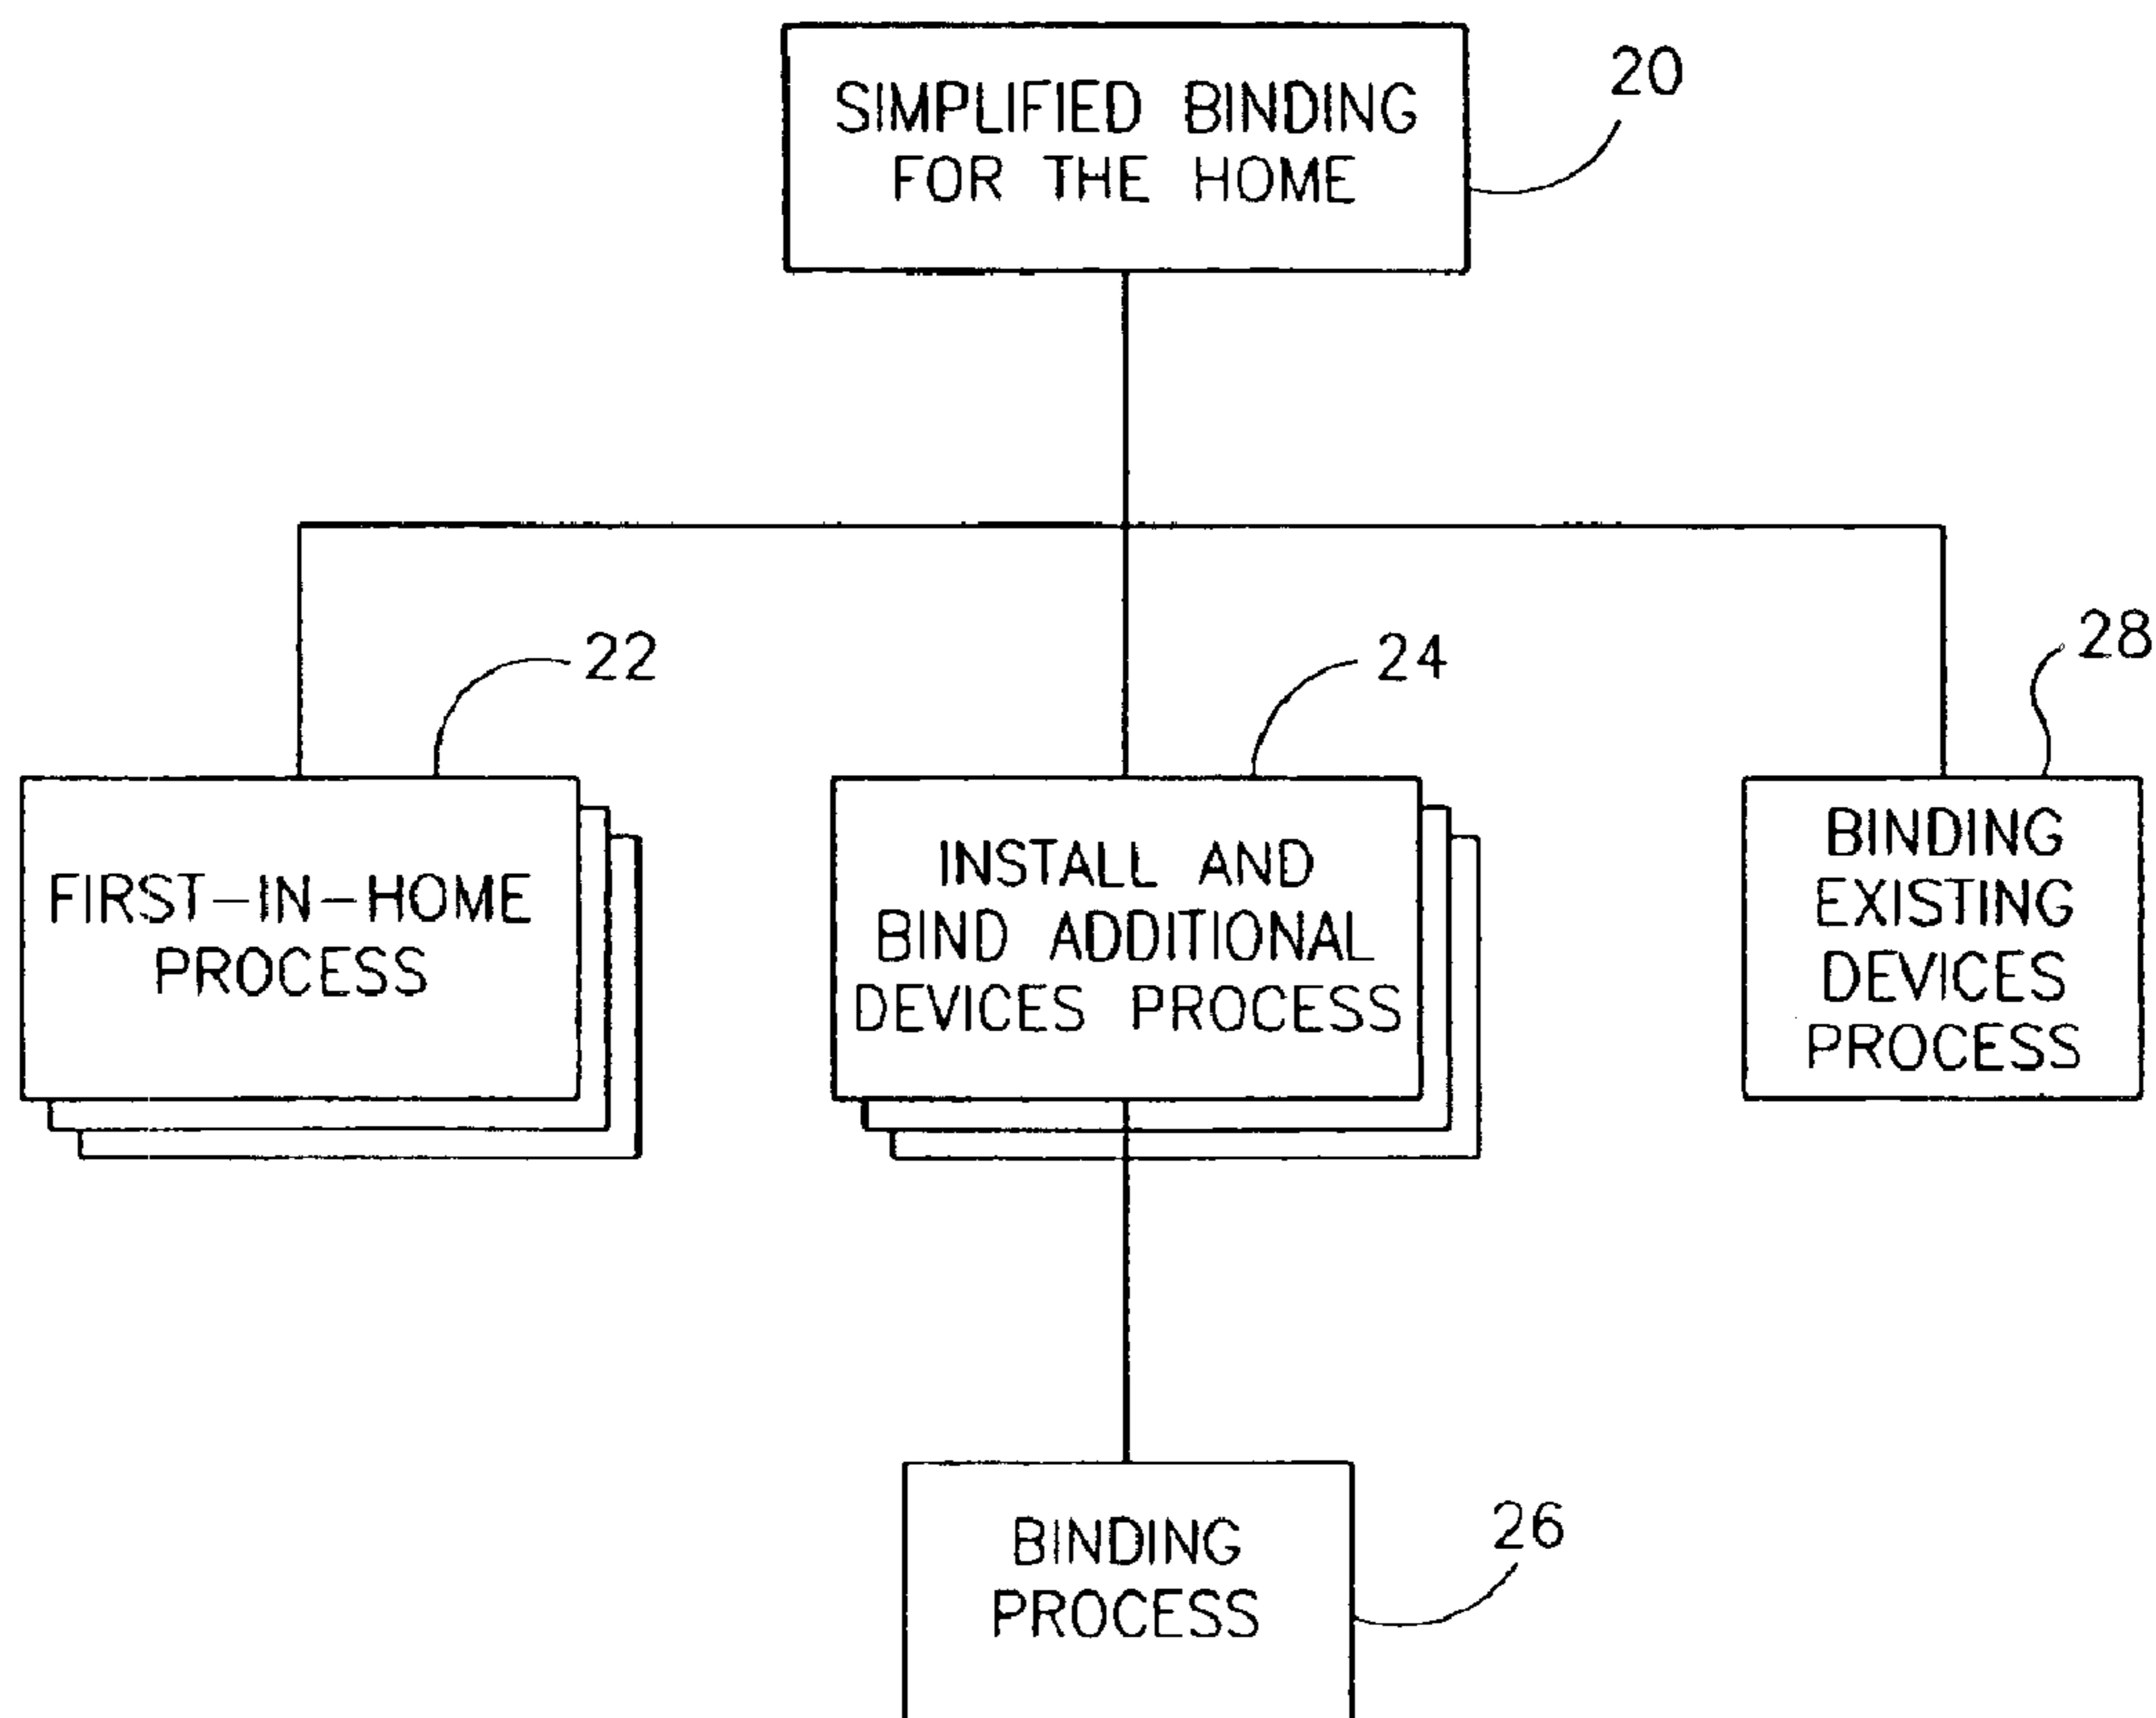 SIMPLIFIED BINDING
FOR THE HOME
20
22
24
28
FIRST-IN-HOME
PROCESS
INSTALL AND
BIND ADDITIONAL
DEVICES PROCESS
BINDING
EXISTING
DEVICES
PROCESS
BINDING
PROCESS
26